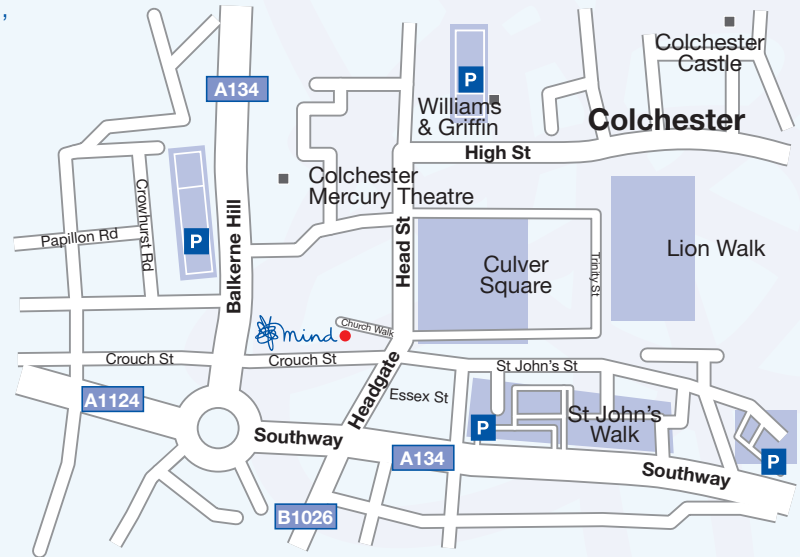 ,
A134
P
Williams
& Griffin
Colchester
Castle
Colchester
High St
Colchester
Mercury Theatre
Crowhurst Rd
Papillon Rd
P
Balkerne Hill
Head St
Culver
Square
Trinity St
Lion Walk
mind
Church Walk
Crouch St
Crouch St
Headgate
St John's St
Essex St
A1124
St John's
Walk
P
Southway
A134
P
Southway
B1026